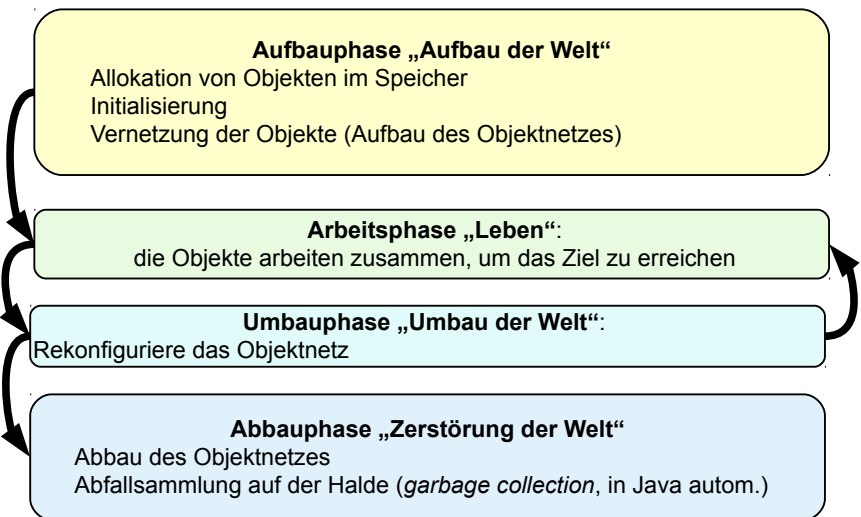 Aufbauphase „Aufbau der Welt“
Allokation von Objekten im Speicher
Initialisierung
Vernetzung der Objekte (Aufbau des Objektnetzes)
Arbeitsphase „Leben“:
die Objekte arbeiten zusammen, um das Ziel zu erreichen
Umbauphase „Umbau der Welt“:
Rekonfiguriere das Objektnetz
Abbauphase „Zerstörung der Welt“
Abbau des Objektnetzes
Abfallsammlung auf der Halde (garbage collection, in Java autom.)